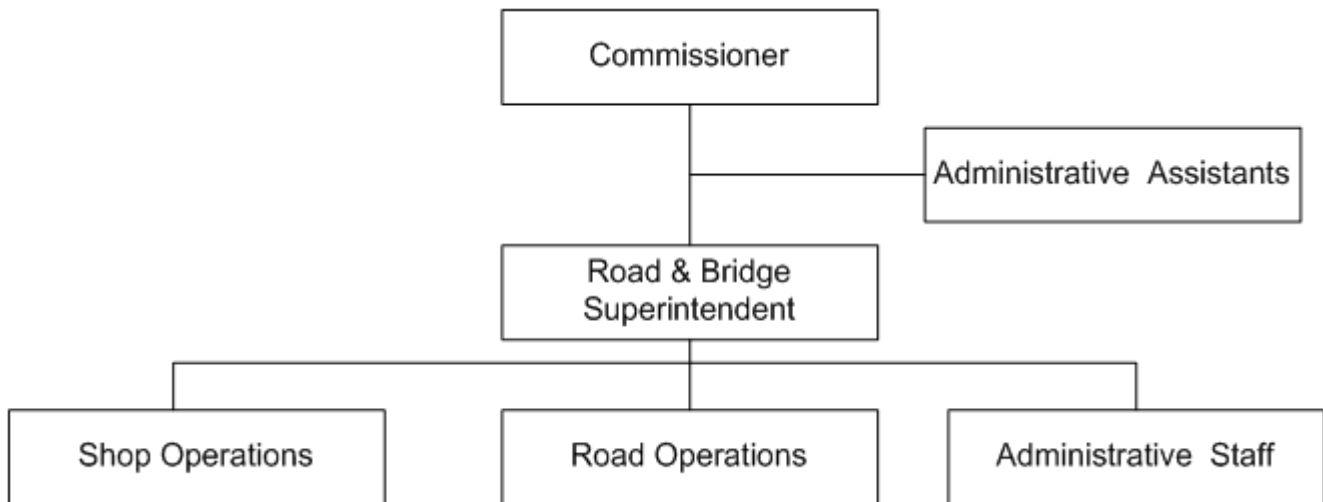 Commissioner
Administrative Assistants
Road & Bridge
Superintendent
Shop Operations
Road Operations
Administrative Staff